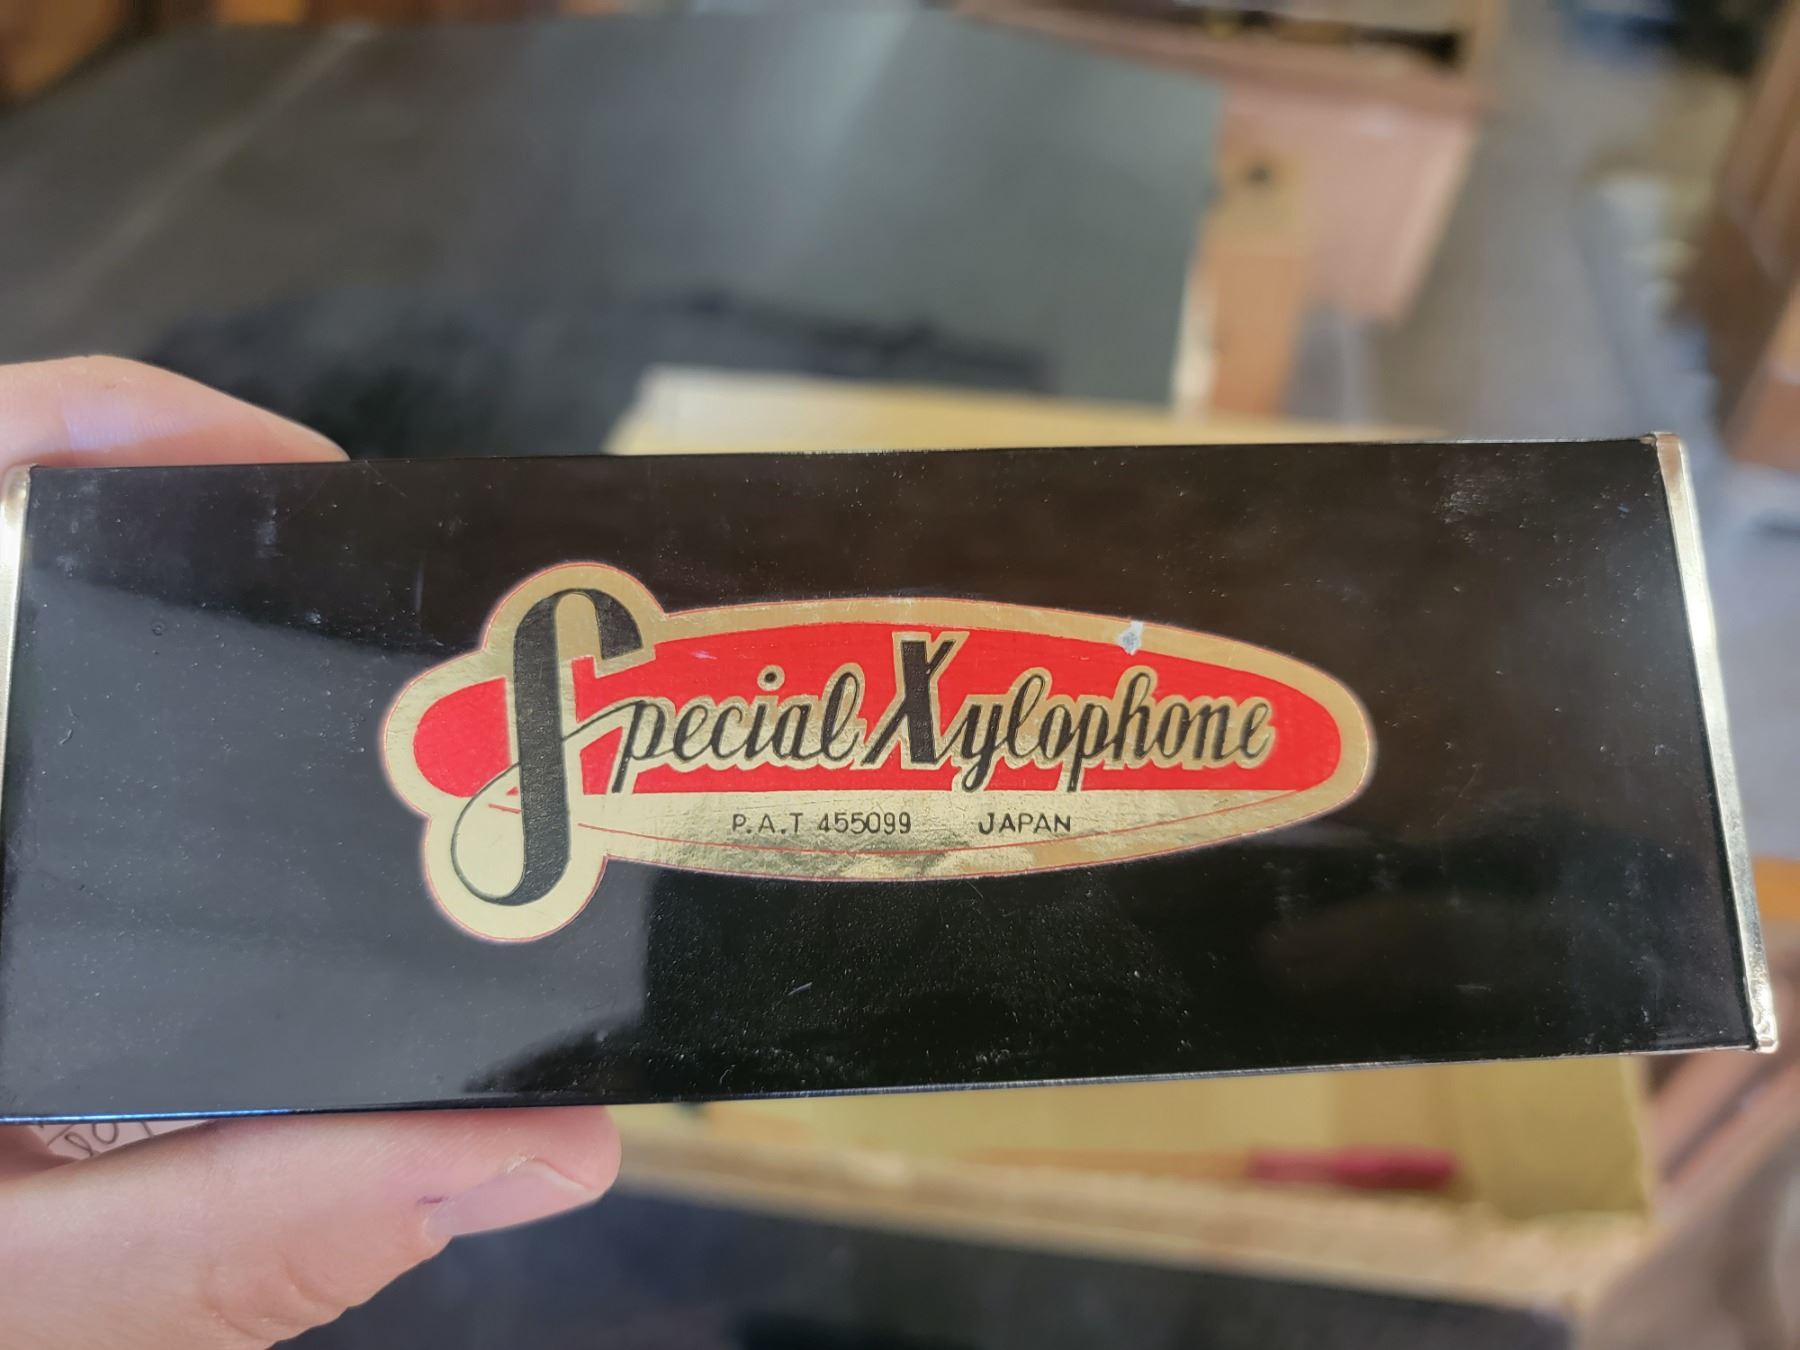 Special Xylophone
P.A.T 455099 JAPAN